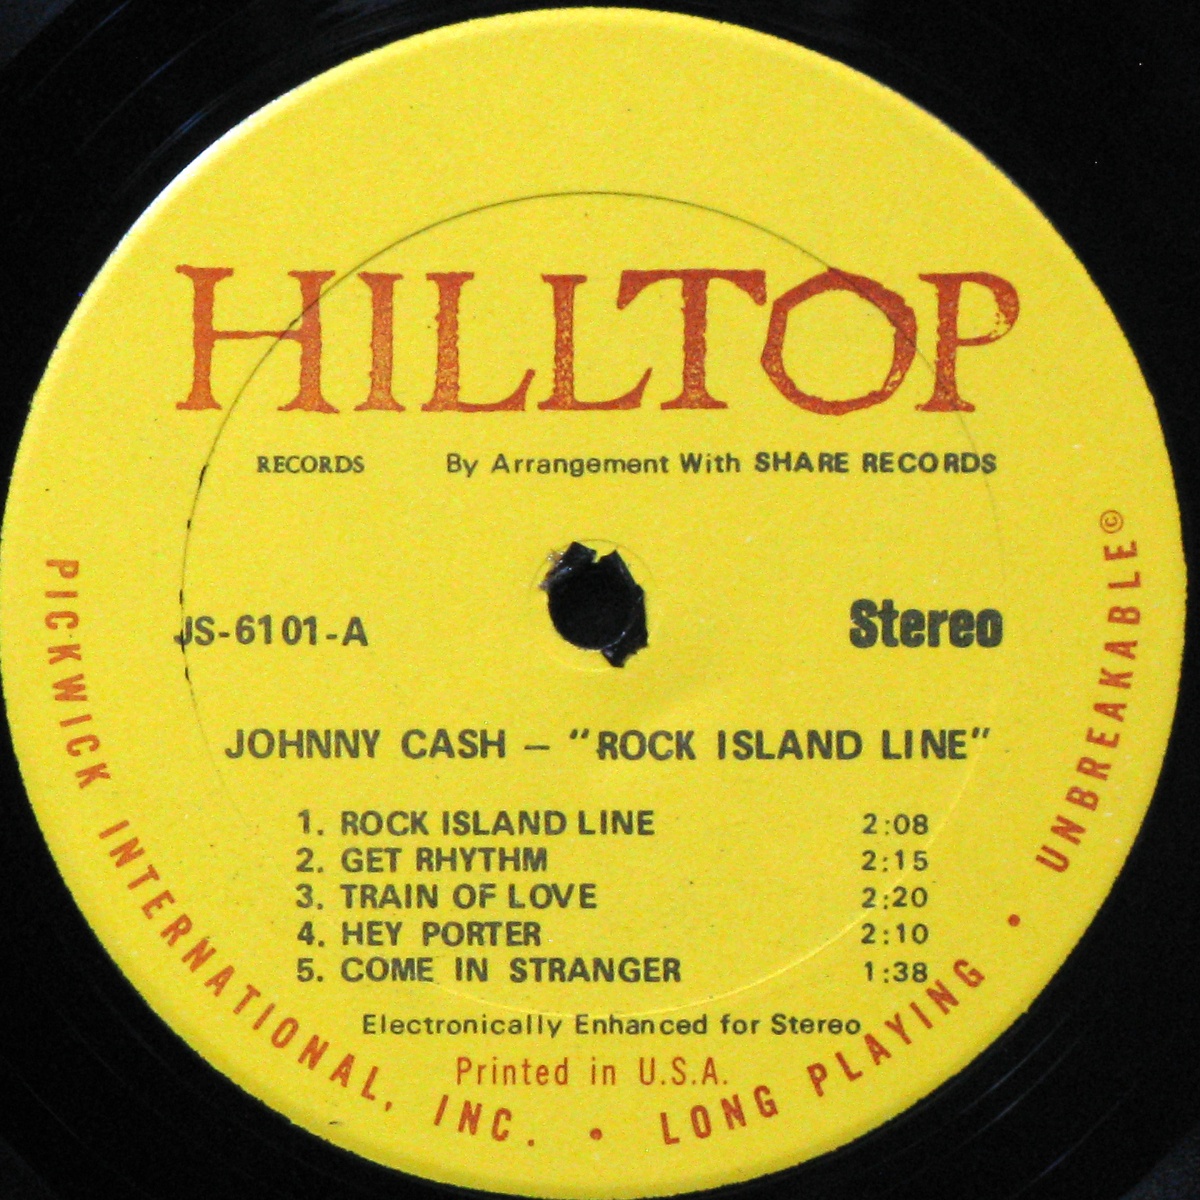 HILLTOP
RECORDS By Arrangement With SHARE RECORDS
JS-6101-A Stereo
JOHNNY CASH – "ROCK ISLAND LINE"
1. ROCK ISLAND LINE 2:08
2. GET RHYTHM 2:15
3. TRAIN OF LOVE 2:20
4. HEY PORTER 2:10
5. COME IN STRANGER 1:38
Electronically Enhanced for Stereo
Printed in U.S.A.
PICKWICK INTERNATIONAL, INC. • LONG PLAYING • UNBREAKABLE©